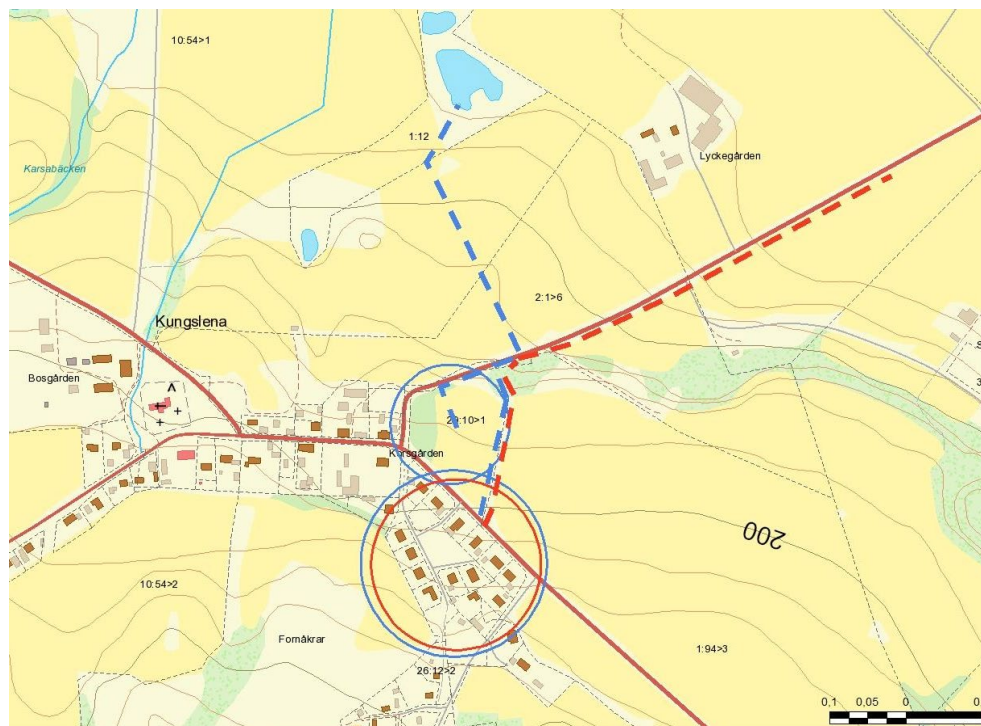 10:54>1
1:12
Karsabäcken
Lyckegården
2:1>6
Kungslena
Bosgården
Korsgården
200
10:54>2
Fornåkrar
26:12>2
1:94>3
0,1 0,05 0